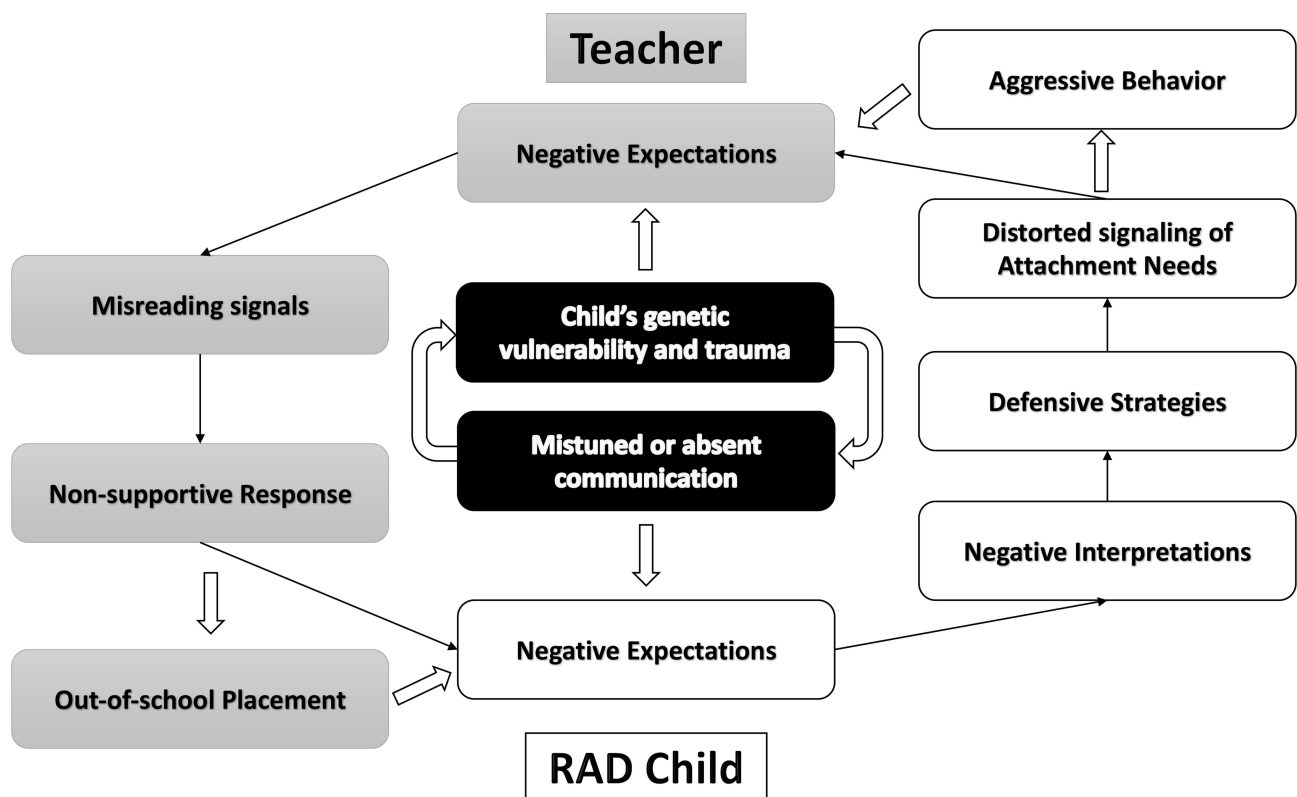 Teacher
Aggressive Behavior
Negative Expectations
Distorted signaling of
Attachment Needs
Misreading signals
Child's genetic
vulnerability and trauma
Defensive Strategies
Mistuned or absent
communication
Non-supportive Response
Negative Interpretations
Negative Expectations
Out-of-school Placement
RAD Child